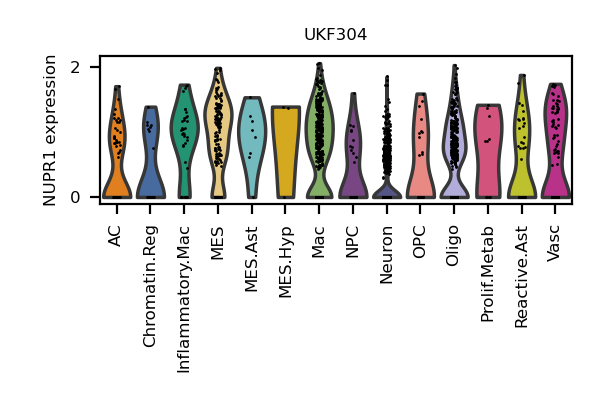 UKF304
NUPR1 expression
2
0
AC
Chromatin.Reg
Inflammatory.Mac
MES
MES.Ast
MES.Hyp
Mac
NPC
Neuron
OPC
Oligo
Prolif.Metab
Reactive.Ast
Vasc